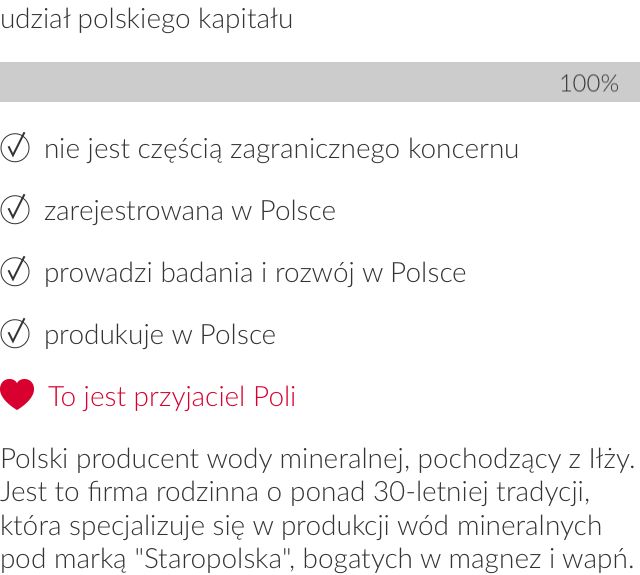 udział polskiego kapitału
100%
nie jest częścią zagranicznego koncernu
zarejestrowana w Polsce
prowadzi badania i rozwój w Polsce
produkuje w Polsce
To jest przyjaciel Poli
Polski producent wody mineralnej, pochodzący z Iłży.
Jest to firma rodzinna o ponad 30-letniej tradycji,
która specjalizuje się w produkcji wód mineralnych
pod marką "Staropolska", bogatych w magnez i wapń.